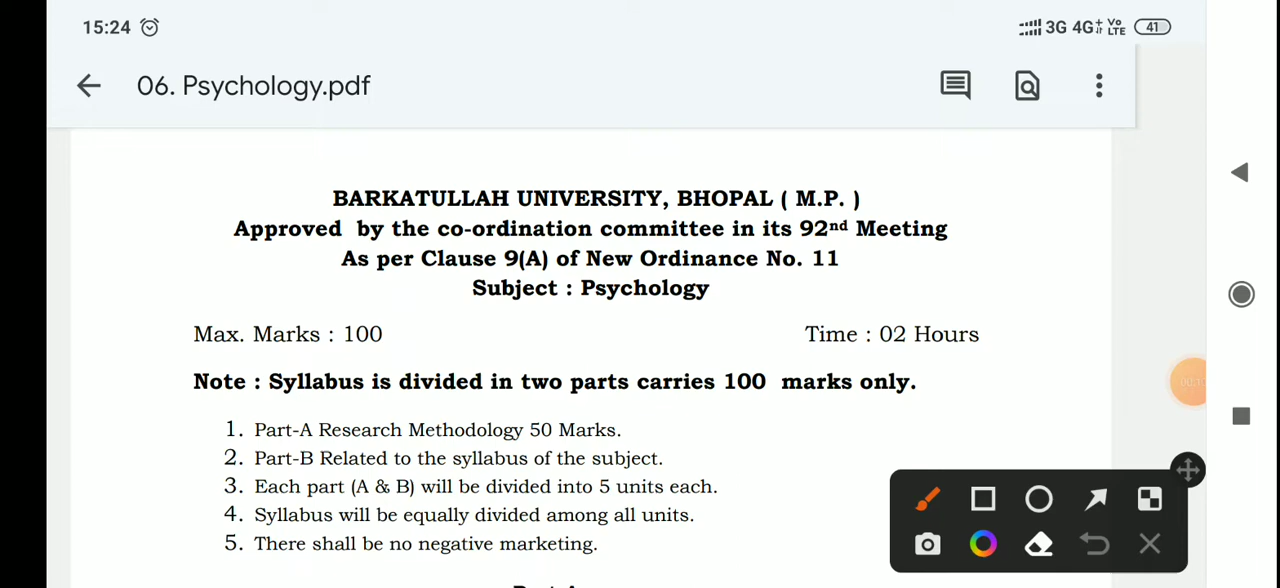 15:24 3G 4G+ Vo LTE 41
06. Psychology.pdf
BARKATULLAH UNIVERSITY, BHOPAL ( M.P. )
Approved by the co-ordination committee in its 92nd Meeting
As per Clause 9(A) of New Ordinance No. 11
Subject : Psychology
Max. Marks : 100 Time : 02 Hours
Note : Syllabus is divided in two parts carries 100 marks only.
1. Part-A Research Methodology 50 Marks.
2. Part-B Related to the syllabus of the subject.
3. Each part (A & B) will be divided into 5 units each.
4. Syllabus will be equally divided among all units.
5. There shall be no negative marketing.